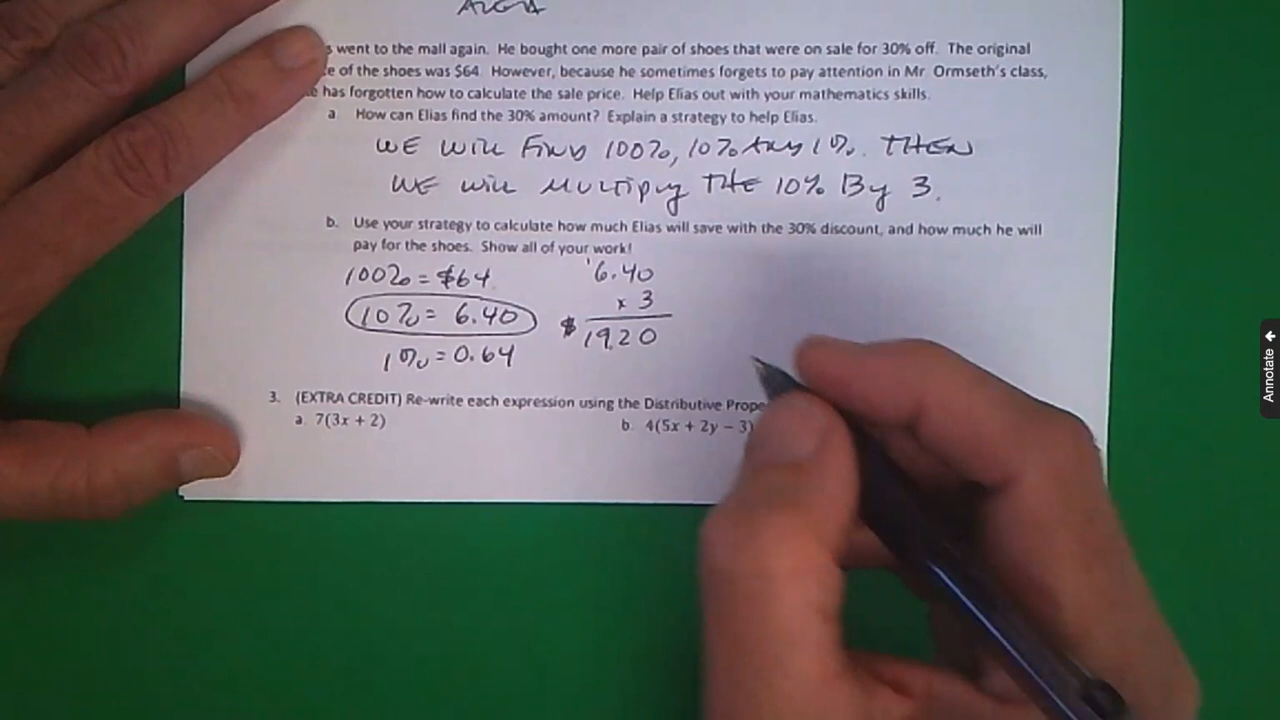 s went to the mall again. He bought one more pair of shoes that were on sale for 30% off. The original
e of the shoes was $64. However, because he sometimes forgets to pay attention in Mr Ormseth's class,
e has forgotten how to calculate the sale price. Help Elias out with your mathematics skills.
a How can Elias find the 30% amount? Explain a strategy to help Elias.
WE WILL FIND 100%, 10% AND 1%. THEN
WE WILL MULTIPLY THE 10% BY 3.
b. Use your strategy to calculate how much Elias will save with the 30% discount, and how much he will
pay for the shoes. Show all of your work!
100% = $64
10% = 6.40
1% = 0.64
1
6.40
x 3
$19.20
3. (EXTRA CREDIT) Re-write each expression using the Distributive Prope
a. 7(3x + 2)
b. 4(5x + 2y – 3)
Annotate